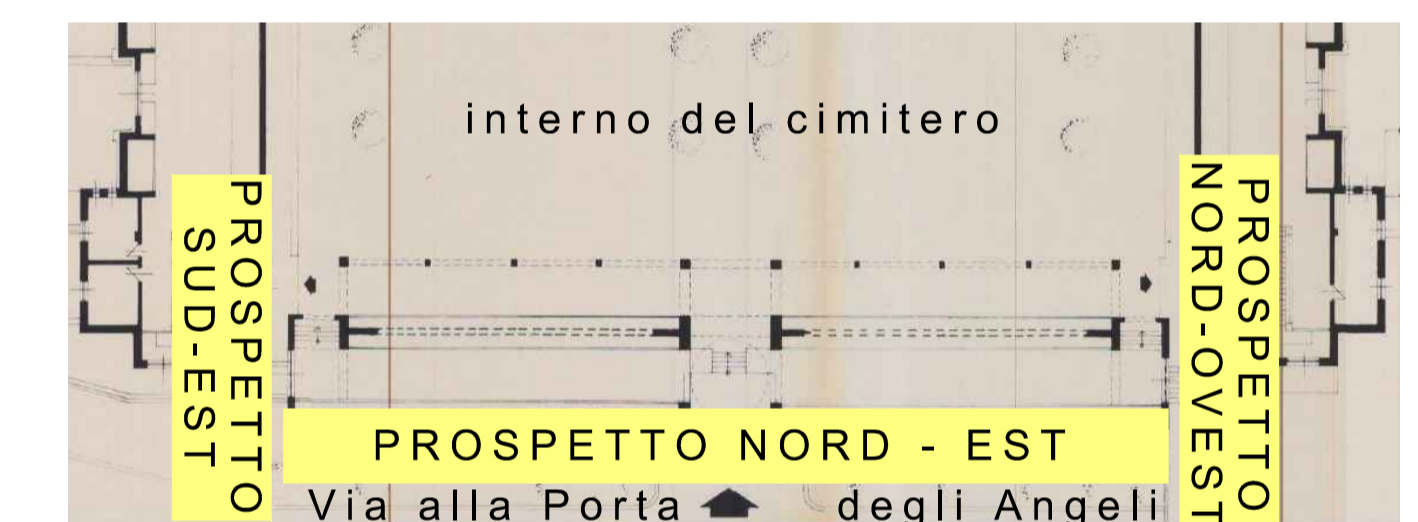 interno del cimitero
PROSPETTO
SUD-EST
PROSPETTO
NORD-OVEST
PROSPETTO NORD - EST
Via alla Porta degli Angeli